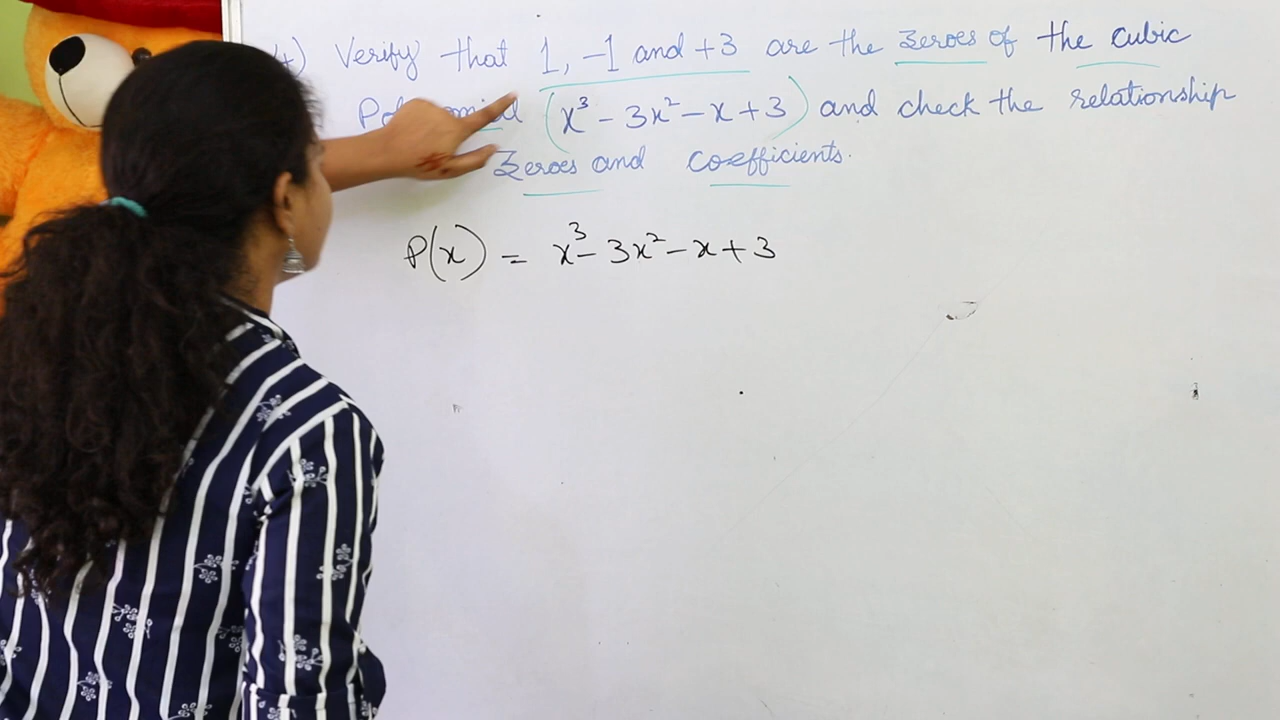 4) Verify that 1, -1 and +3 are the zeroes of the cubic
(x³ - 3x² - x + 3) and check the relationship
zeroes and coefficients.
P(x) = x³ - 3x² - x + 3